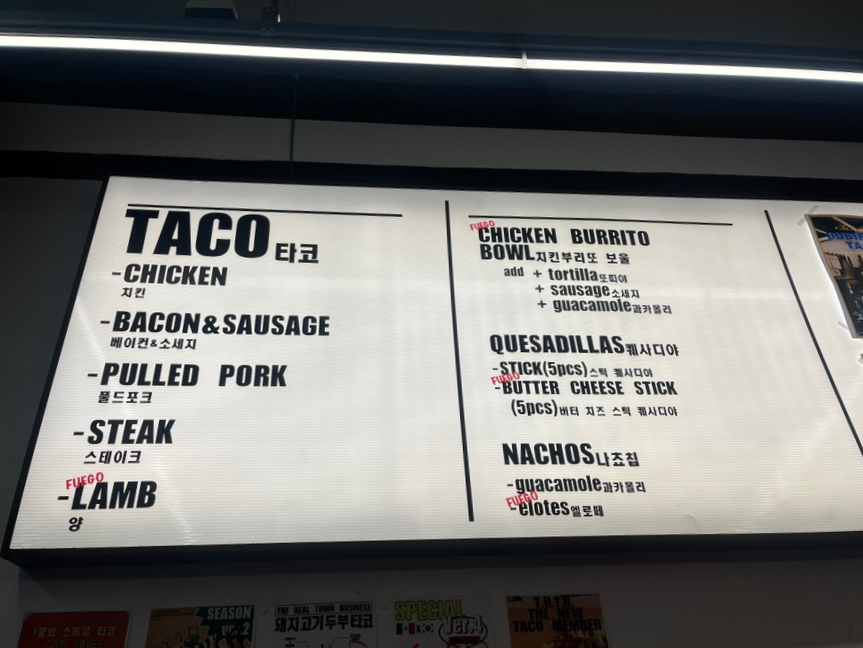 TACO 타코
-CHICKEN
치킨
-BACON&SAUSAGE
베이컨&소세지
-PULLED PORK
풀드포크
-STEAK
스테이크
FUEGO
-LAMB
양
FUEGO
CHICKEN BURRITO
BOWL치킨부리또 보울
add + tortilla또띠아
+ sausage소세지
+ guacamole과카몰리
QUESADILLAS퀘사디아
-STICK(5pcs)스틱 퀘사디아
FUEGO
-BUTTER CHEESE STICK
(5pcs)버터 치즈 스틱 퀘사디아
NACHOS나쵸칩
-guacamole과카몰리
FUEGO
-elotes엘로떼
SEASON
THE REAL TOWN BUSINESS
돼지고기두부타코
SPECIAL
Ver.4
THE NEW
TACO MEMBER